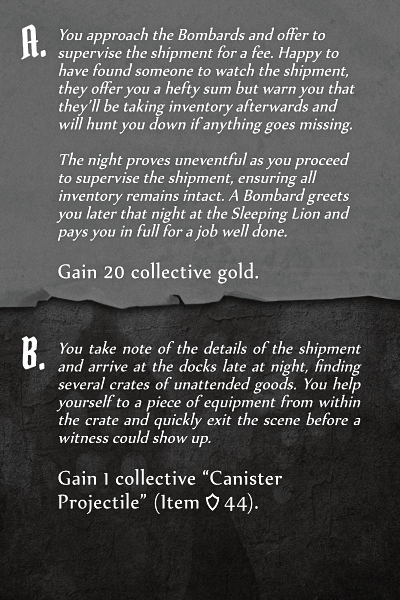 A. You approach the Bombards and offer to
supervise the shipment for a fee. Happy to
have found someone to watch the shipment,
they offer you a hefty sum but warn you that
they'll be taking inventory afterwards and
will hunt you down if anything goes missing.
The night proves uneventful as you proceed
to supervise the shipment, ensuring all
inventory remains intact. A Bombard greets
you later that night at the Sleeping Lion and
pays you in full for a job well done.
Gain 20 collective gold.
B. You take note of the details of the shipment
and arrive at the docks late at night, finding
several crates of unattended goods. You help
yourself to a piece of equipment from within
the crate and quickly exit the scene before a
witness could show up.
Gain 1 collective “Canister
Projectile” (Item 44).